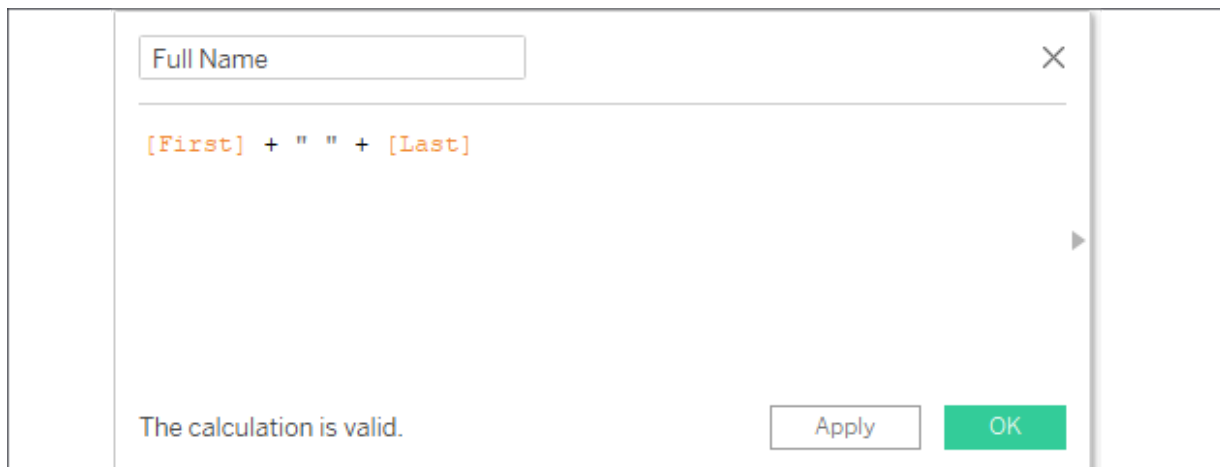 Full Name
[First] + " " + [Last]
The calculation is valid.
Apply
OK